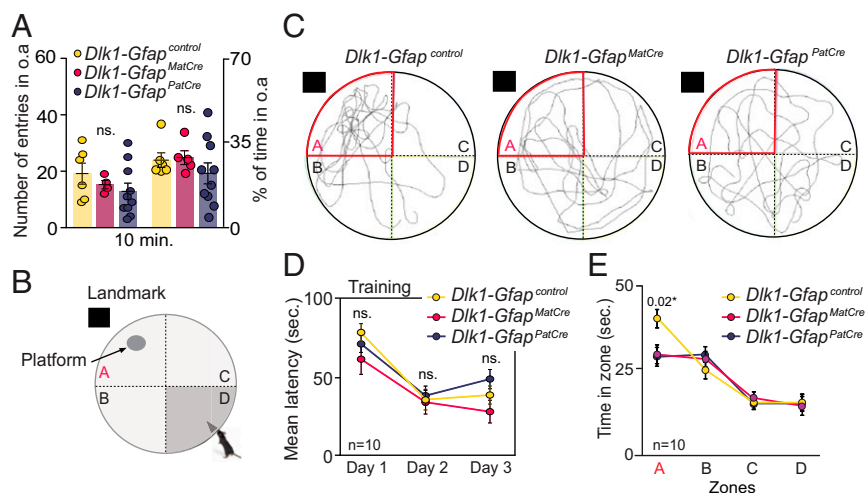 A
Number of entries in o.a
60
40
20
0
Dlk1-Gfap control
Dlk1-Gfap MatCre
Dlk1-Gfap PatCre
ns.
ns.
70
35
0
% of time in o.a
10 min.
B
Landmark
Platform
A
B
C
D
C
Dlk1-Gfap control
A
B
C
D
Dlk1-Gfap MatCre
A
B
C
D
Dlk1-Gfap PatCre
A
B
C
D
D
Training
Mean latency (sec.)
100
50
0
ns.
ns.
ns.
Dlk1-Gfap control
Dlk1-Gfap MatCre
Dlk1-Gfap PatCre
n=10
Day 1 Day 2 Day 3
E
Time in zone (sec.)
50
25
0
0.02*
Dlk1-Gfap control
Dlk1-Gfap MatCre
Dlk1-Gfap PatCre
n=10
A B C D
Zones